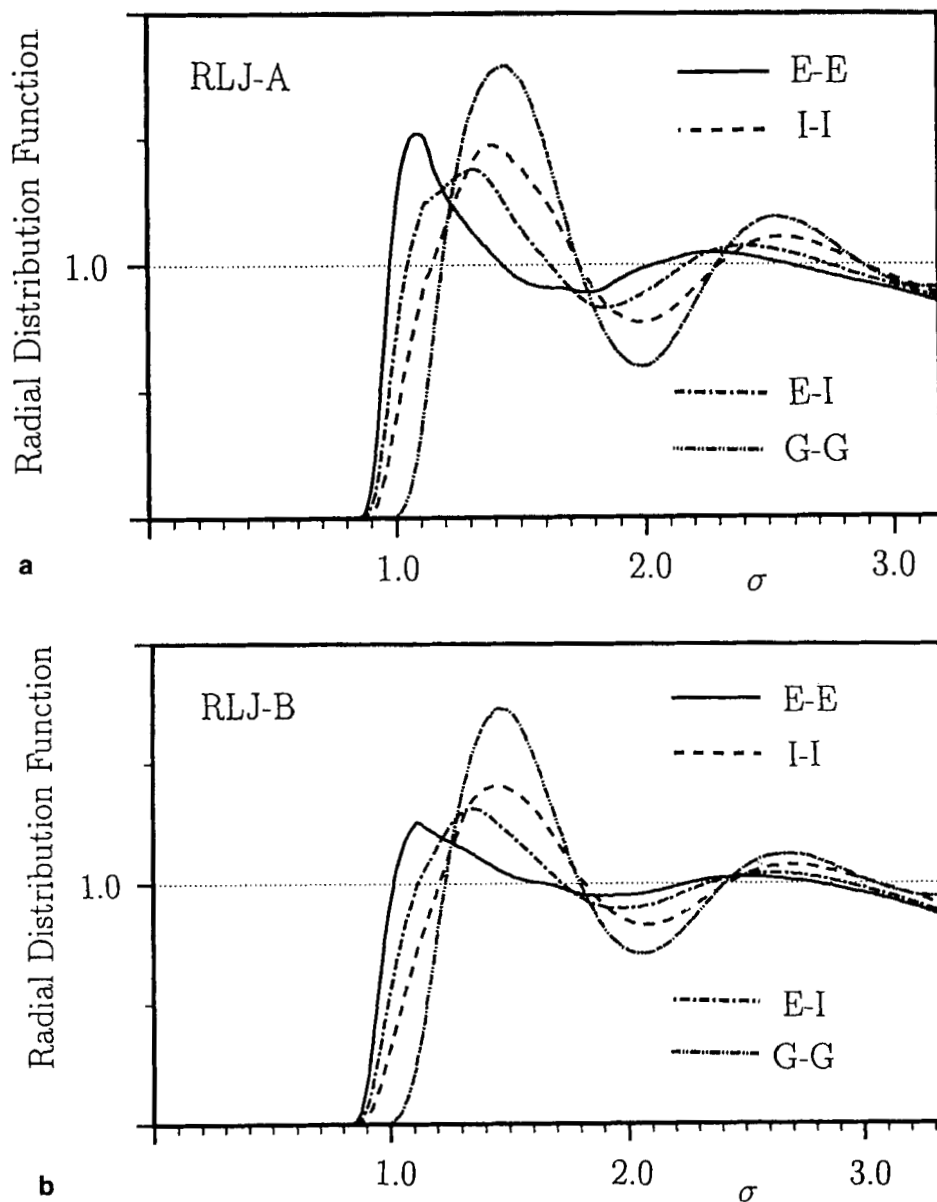 Radial Distribution Function
RLJ-A
E-E
I-I
1.0
E-I
G-G
1.0
2.0
σ
3.0
a
Radial Distribution Function
RLJ-B
E-E
I-I
1.0
E-I
G-G
1.0
2.0
σ
3.0
b